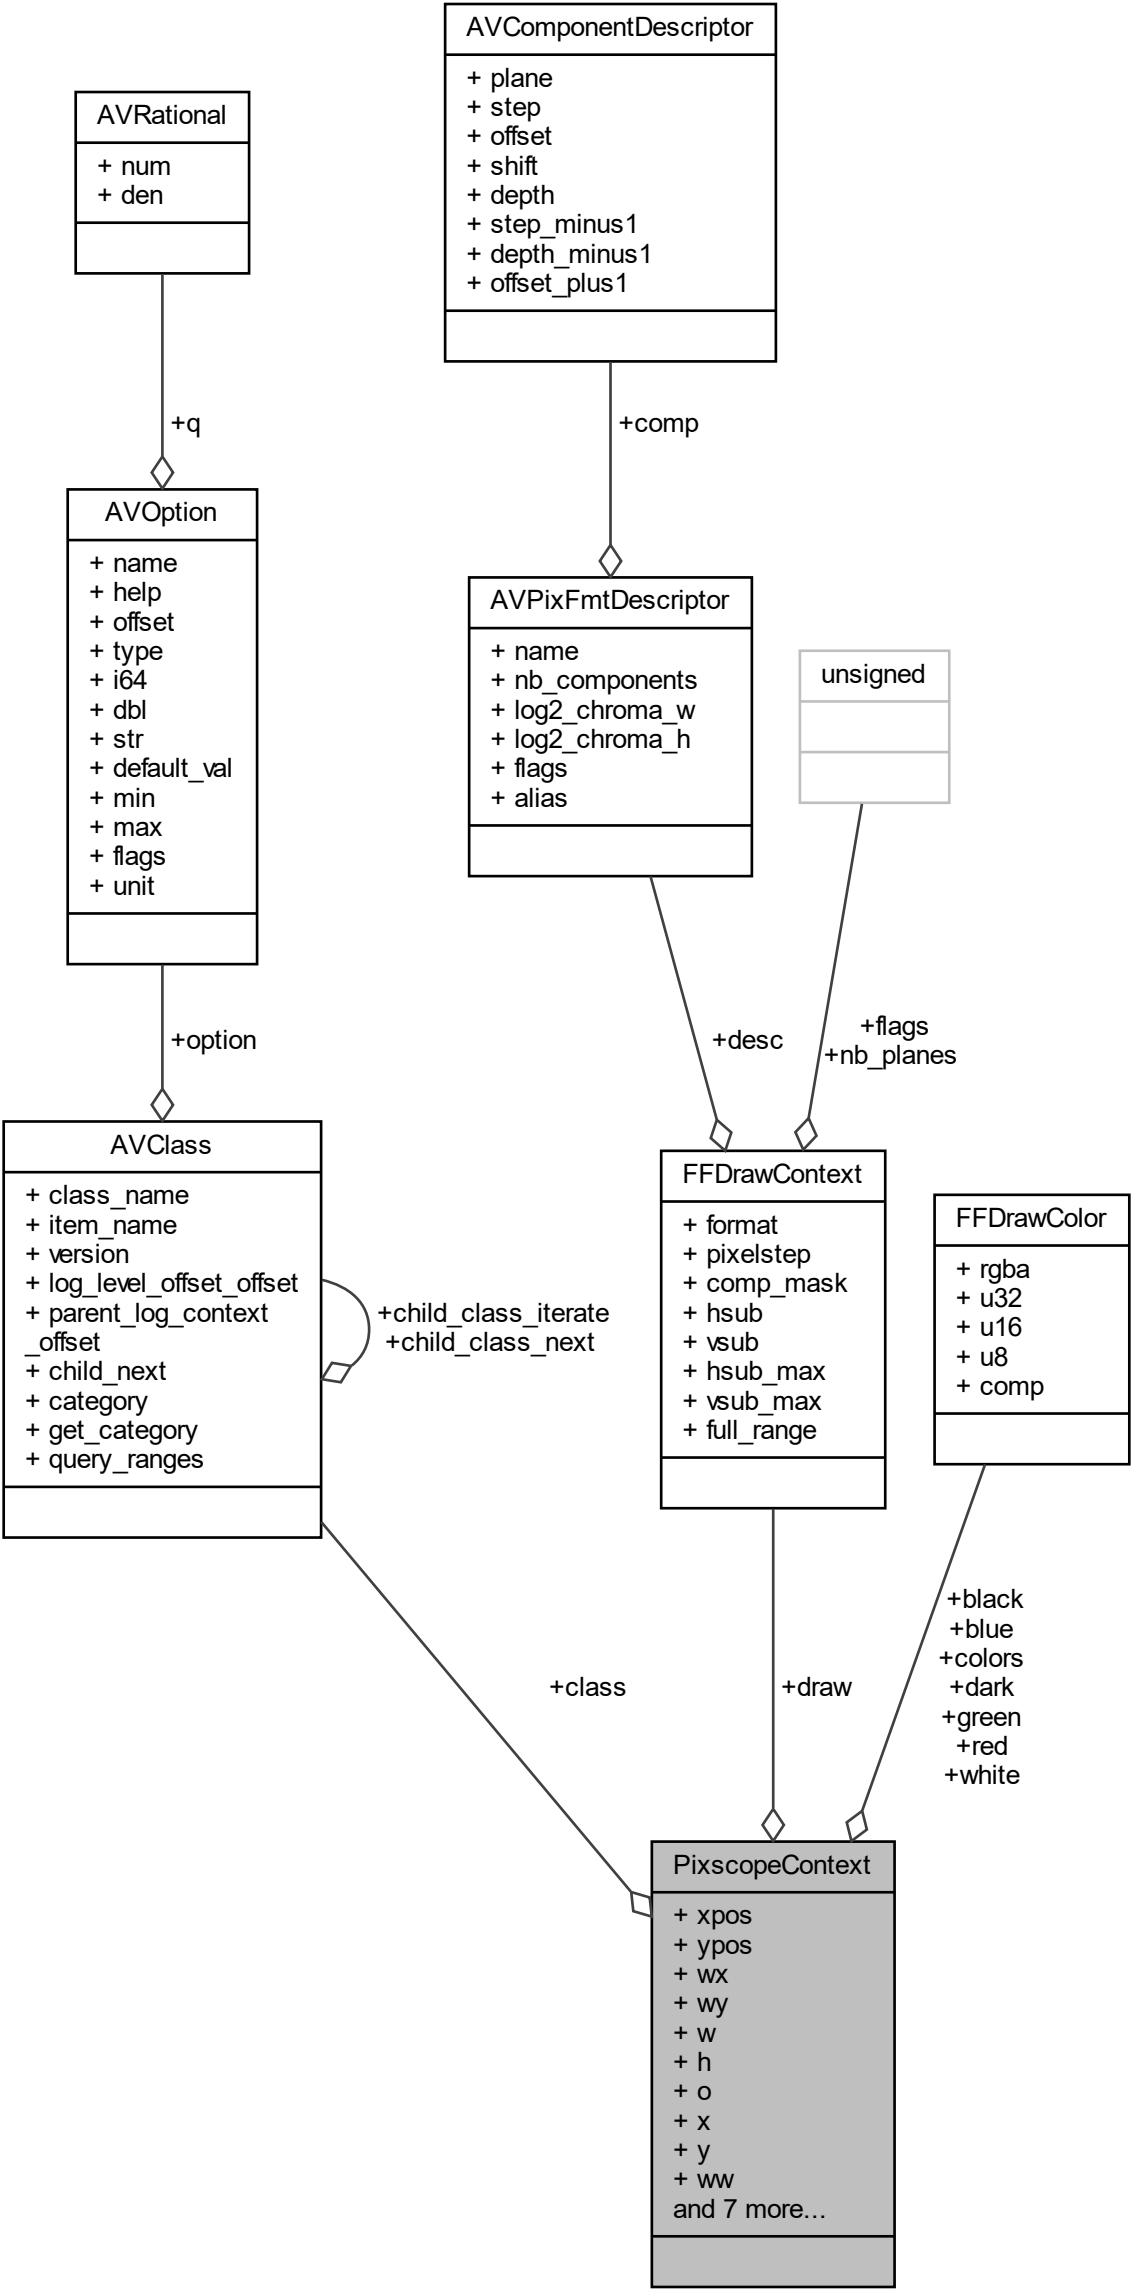 AVComponentDescriptor
+ plane
+ step
+ offset
+ shift
+ depth
+ step_minus1
+ depth_minus1
+ offset_plus1
AVRational
+ num
+ den
+q
+comp
AVOption
+ name
+ help
+ offset
+ type
+ i64
+ dbl
+ str
+ default_val
+ min
+ max
+ flags
+ unit
AVPixFmtDescriptor
+ name
+ nb_components
+ log2_chroma_w
+ log2_chroma_h
+ flags
+ alias
unsigned
+option
+desc
+flags
+nb_planes
AVClass
+ class_name
+ item_name
+ version
+ log_level_offset_offset
+ parent_log_context
_offset
+ child_next
+ category
+ get_category
+ query_ranges
+child_class_iterate
+child_class_next
FFDrawContext
+ format
+ pixelstep
+ comp_mask
+ hsub
+ vsub
+ hsub_max
+ vsub_max
+ full_range
FFDrawColor
+ rgba
+ u32
+ u16
+ u8
+ comp
+class
+draw
+black
+blue
+colors
+dark
+green
+red
+white
PixscopeContext
+ xpos
+ ypos
+ wx
+ wy
+ w
+ h
+ o
+ x
+ y
+ ww
and 7 more...